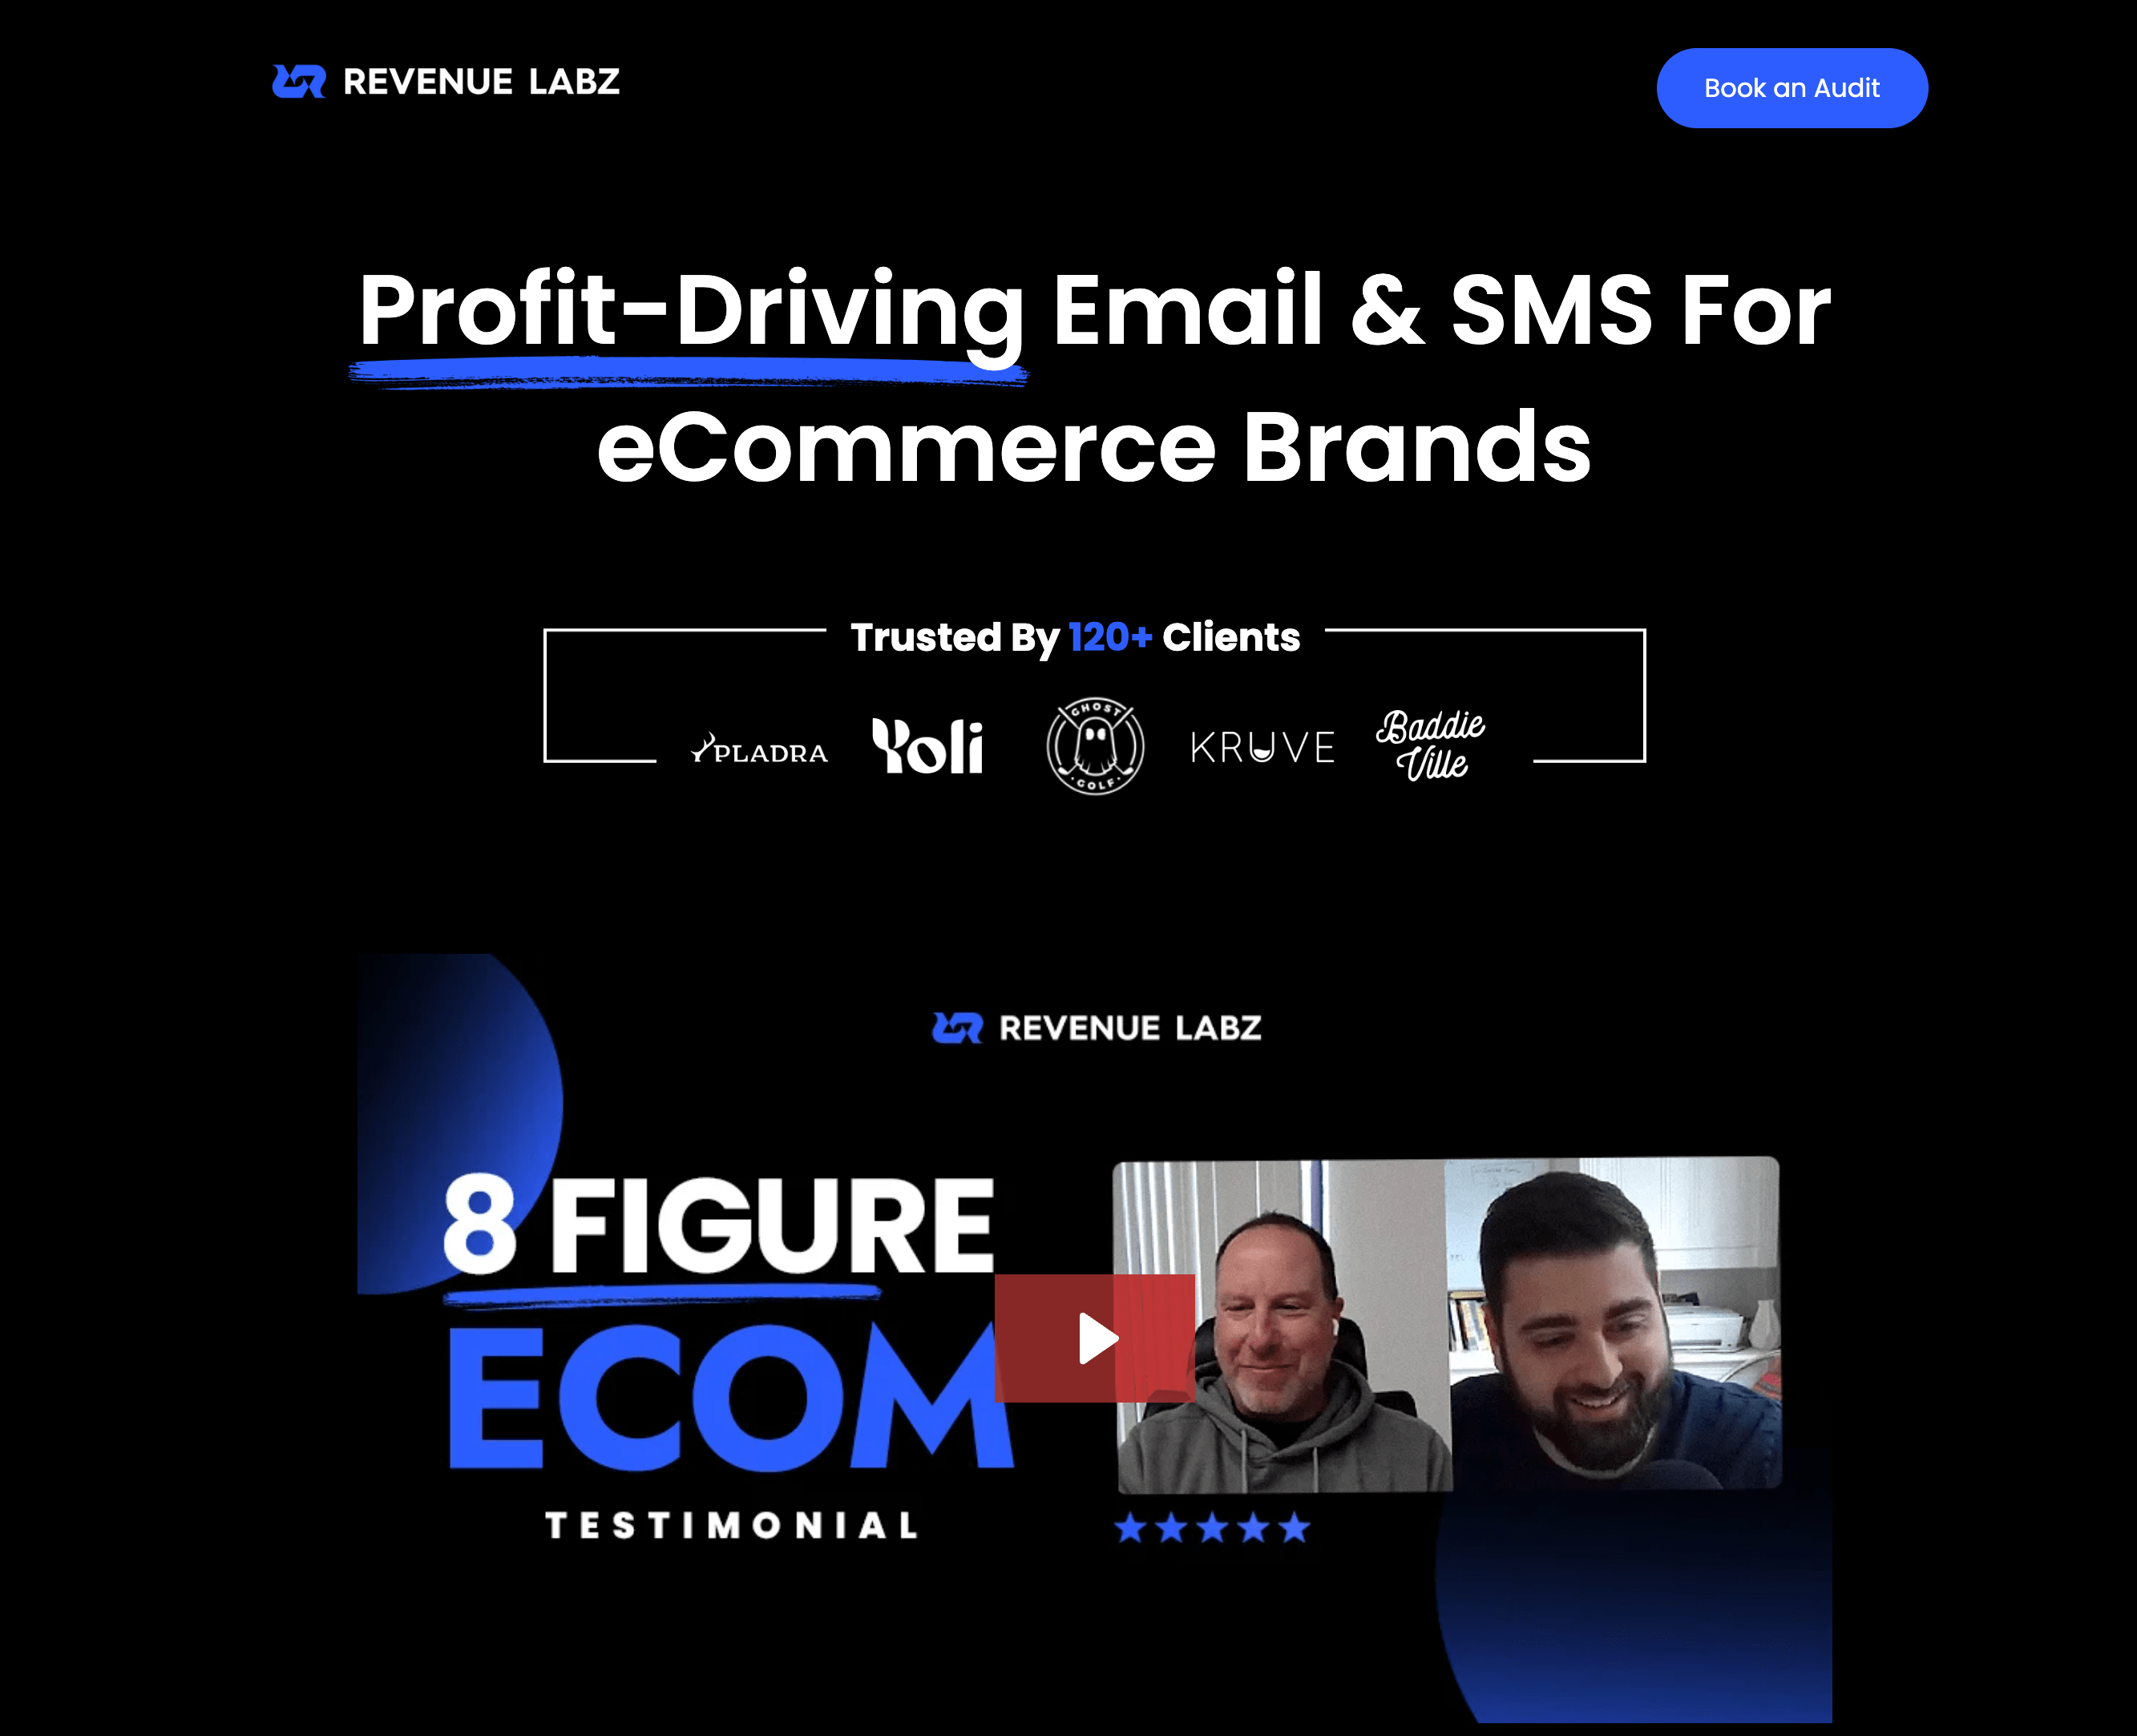 REVENUE LABZ
Book an Audit
Profit-Driving Email & SMS For
eCommerce Brands
Trusted By 120+ Clients
PLADRA
Yoli
GHOST
GOLF
KRUVE
Baddie
Ville
REVENUE LABZ
8 FIGURE
ECOM
TESTIMONIAL